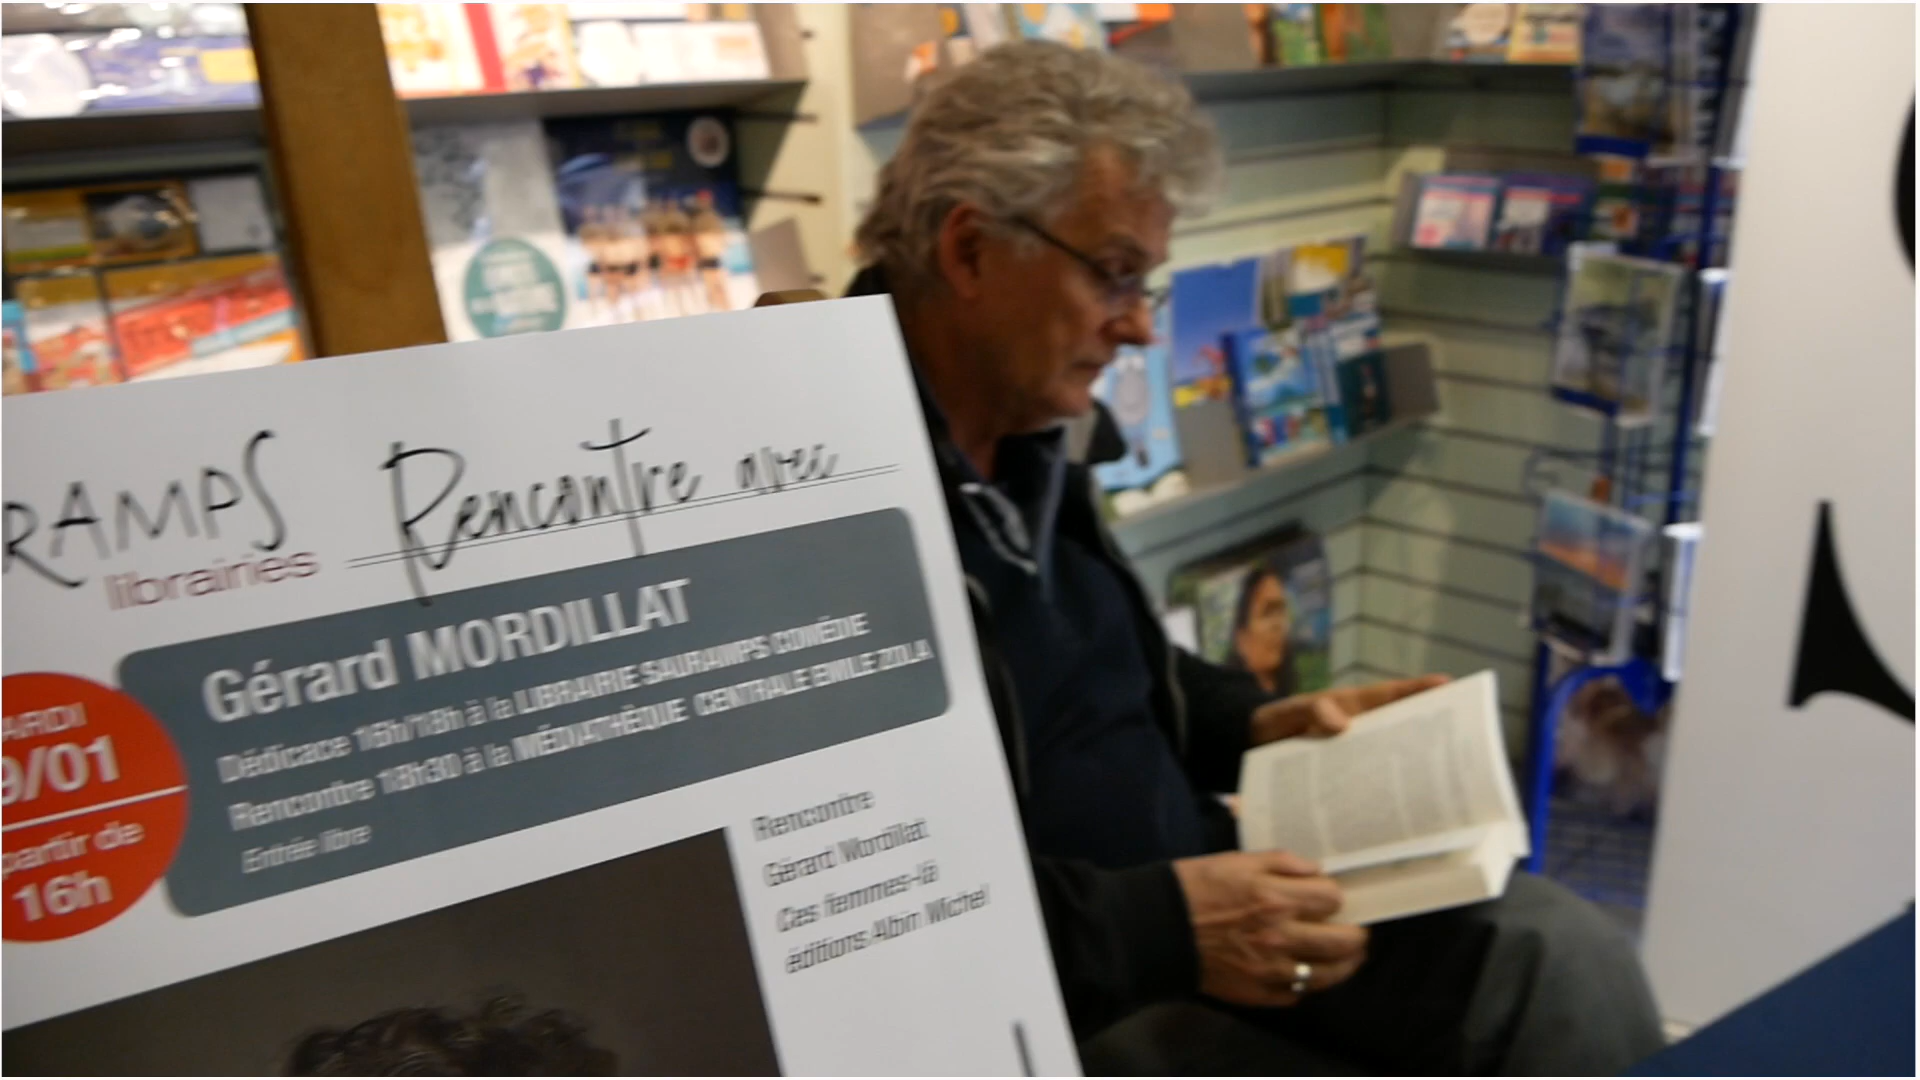 RAMPS
librairies
Rencontre avec
Gérard MORDILLAT
Dédicace 16h/18h à la LIBRAIRIE SAURAMPS COMÉDIE
Rencontre 18h30 à la MÉDIATHÈQUE CENTRALE EMILE ZOLA
Entrée libre
ARDI
9/01
partir de
16h
Rencontre
Gérard Mordillat
Ces femmes-là
éditions Albin Michel